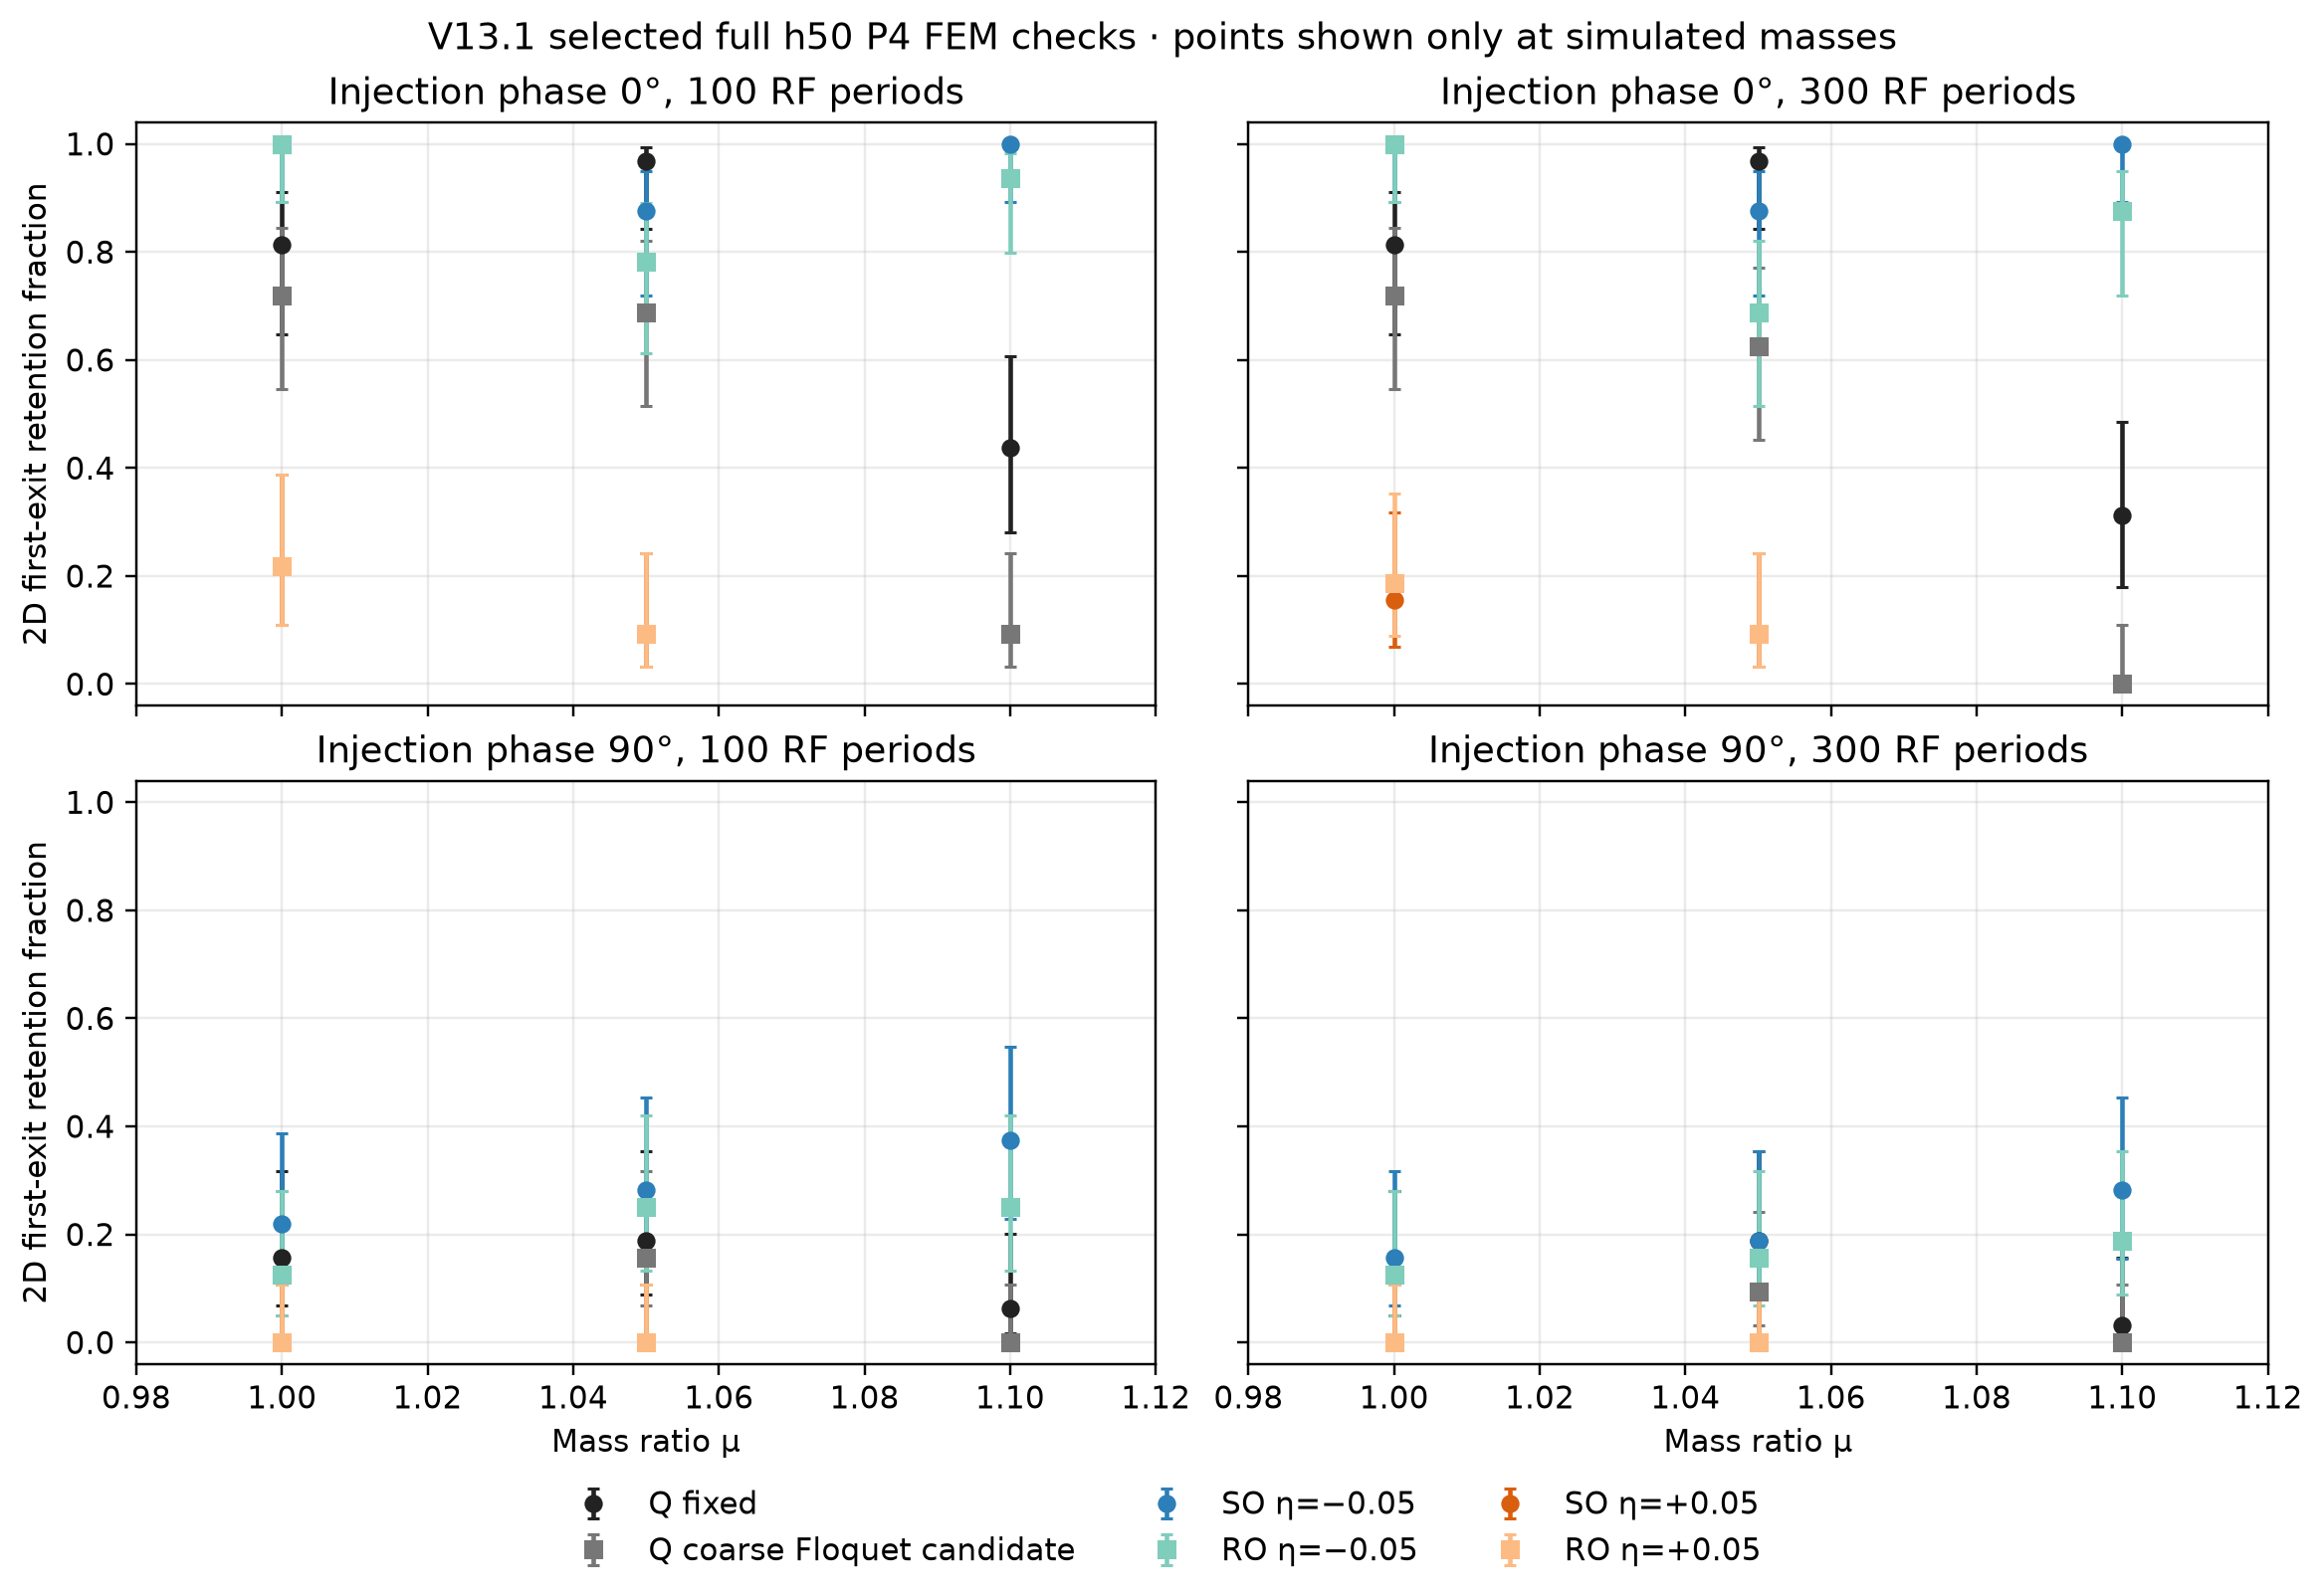 V13.1 selected full h50 P4 FEM checks · points shown only at simulated masses
Injection phase 0°, 100 RF periods
Injection phase 0°, 300 RF periods
2D first-exit retention fraction
1.0
0.8
0.6
0.4
0.2
0.0
Injection phase 90°, 100 RF periods
Injection phase 90°, 300 RF periods
2D first-exit retention fraction
1.0
0.8
0.6
0.4
0.2
0.0
0.98 1.00 1.02 1.04 1.06 1.08 1.10 1.12
0.98 1.00 1.02 1.04 1.06 1.08 1.10 1.12
Mass ratio μ
Mass ratio μ
Q fixed
Q coarse Floquet candidate
SO η=−0.05
RO η=−0.05
SO η=+0.05
RO η=+0.05